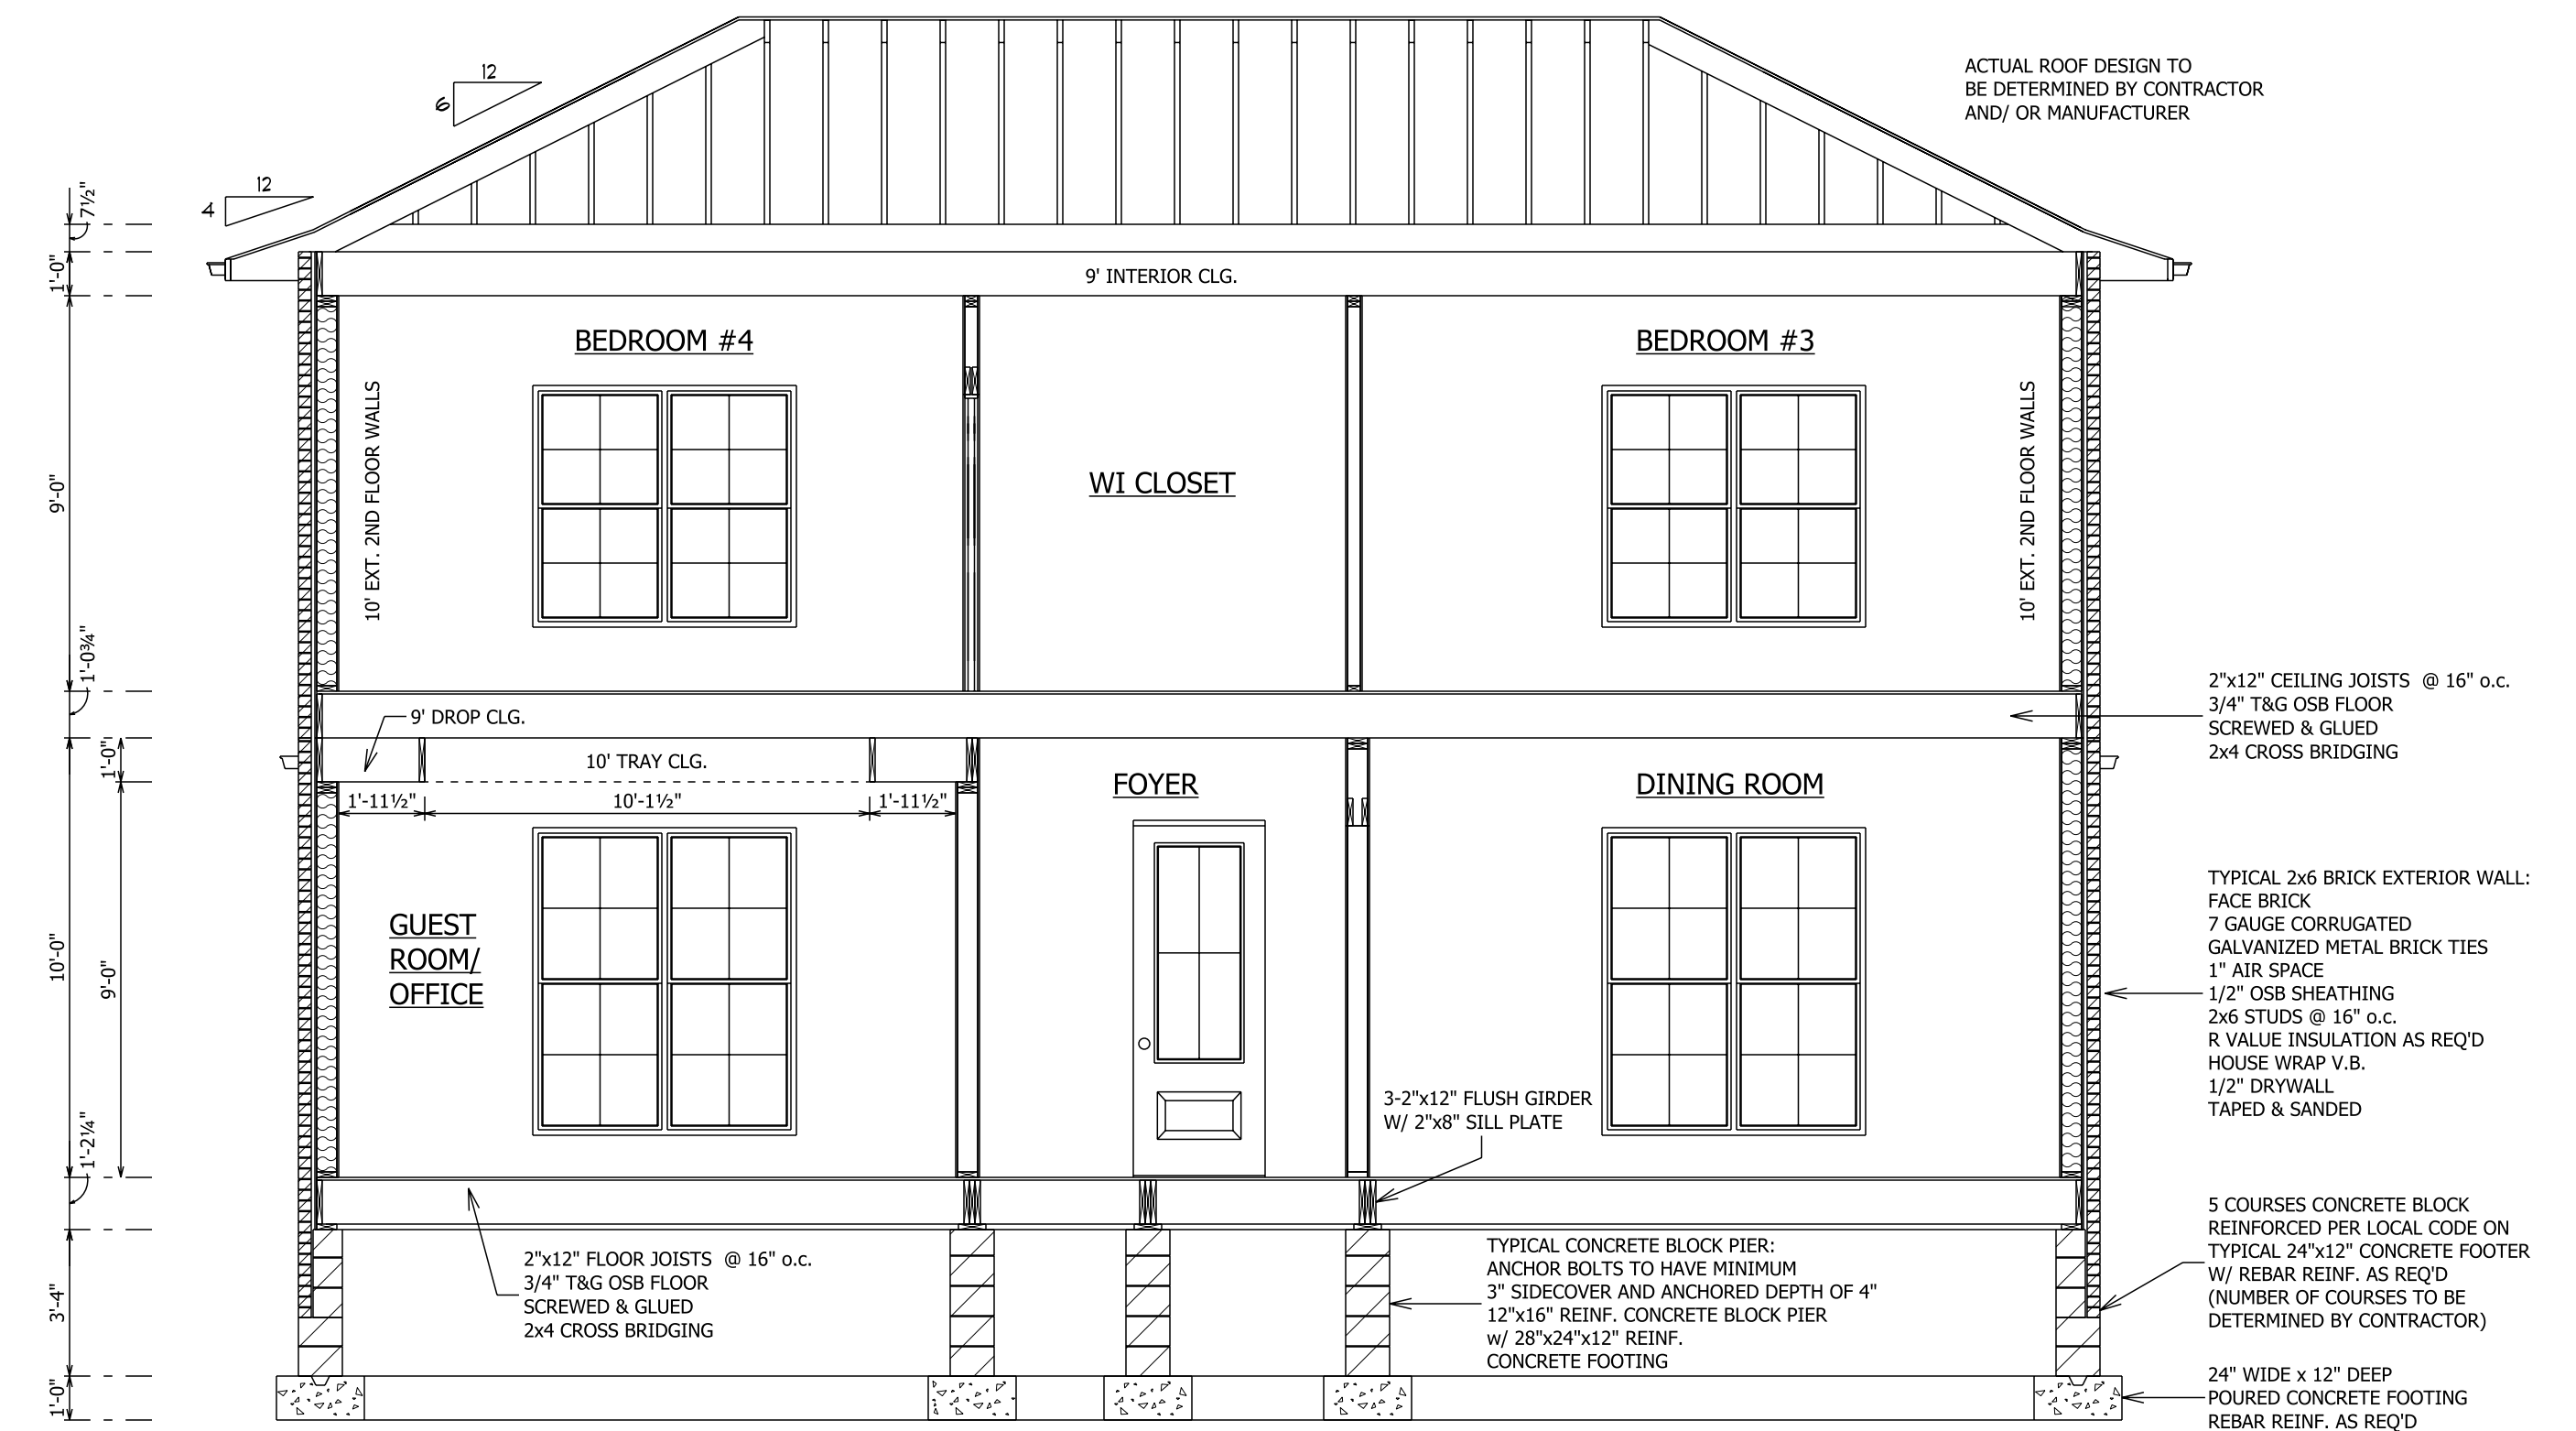 12
6
ACTUAL ROOF DESIGN TO
BE DETERMINED BY CONTRACTOR
AND/ OR MANUFACTURER
12
4
7½"
1'-0"
9' INTERIOR CLG.
BEDROOM #4
BEDROOM #3
10' EXT. 2ND FLOOR WALLS
10' EXT. 2ND FLOOR WALLS
WI CLOSET
9'-0"
1'-0¾"
2"x12" CEILING JOISTS @ 16" o.c.
3/4" T&G OSB FLOOR
SCREWED & GLUED
2x4 CROSS BRIDGING
9' DROP CLG.
1'-0"
10' TRAY CLG.
FOYER
DINING ROOM
1'-11½"
10'-1½"
1'-11½"
GUEST
ROOM/
OFFICE
10'-0"
9'-0"
TYPICAL 2x6 BRICK EXTERIOR WALL:
FACE BRICK
7 GAUGE CORRUGATED
GALVANIZED METAL BRICK TIES
1" AIR SPACE
1/2" OSB SHEATHING
2x6 STUDS @ 16" o.c.
R VALUE INSULATION AS REQ'D
HOUSE WRAP V.B.
1/2" DRYWALL
TAPED & SANDED
3-2"x12" FLUSH GIRDER
W/ 2"x8" SILL PLATE
1'-2¼"
2"x12" FLOOR JOISTS @ 16" o.c.
3/4" T&G OSB FLOOR
SCREWED & GLUED
2x4 CROSS BRIDGING
TYPICAL CONCRETE BLOCK PIER:
ANCHOR BOLTS TO HAVE MINIMUM
3" SIDECOVER AND ANCHORED DEPTH OF 4"
12"x16" REINF. CONCRETE BLOCK PIER
w/ 28"x24"x12" REINF.
CONCRETE FOOTING
5 COURSES CONCRETE BLOCK
REINFORCED PER LOCAL CODE ON
TYPICAL 24"x12" CONCRETE FOOTER
W/ REBAR REINF. AS REQ'D
(NUMBER OF COURSES TO BE
DETERMINED BY CONTRACTOR)
3'-4"
1'-0"
24" WIDE x 12" DEEP
POURED CONCRETE FOOTING
REBAR REINF. AS REQ'D